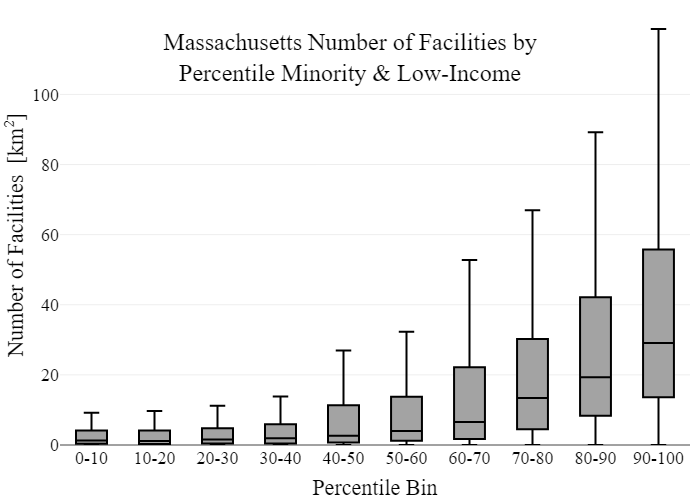 Massachusetts Number of Facilities by
Percentile Minority & Low-Income
Number of Facilities [km²]
100
80
60
40
20
0
0-10 10-20 20-30 30-40 40-50 50-60 60-70 70-80 80-90 90-100
Percentile Bin